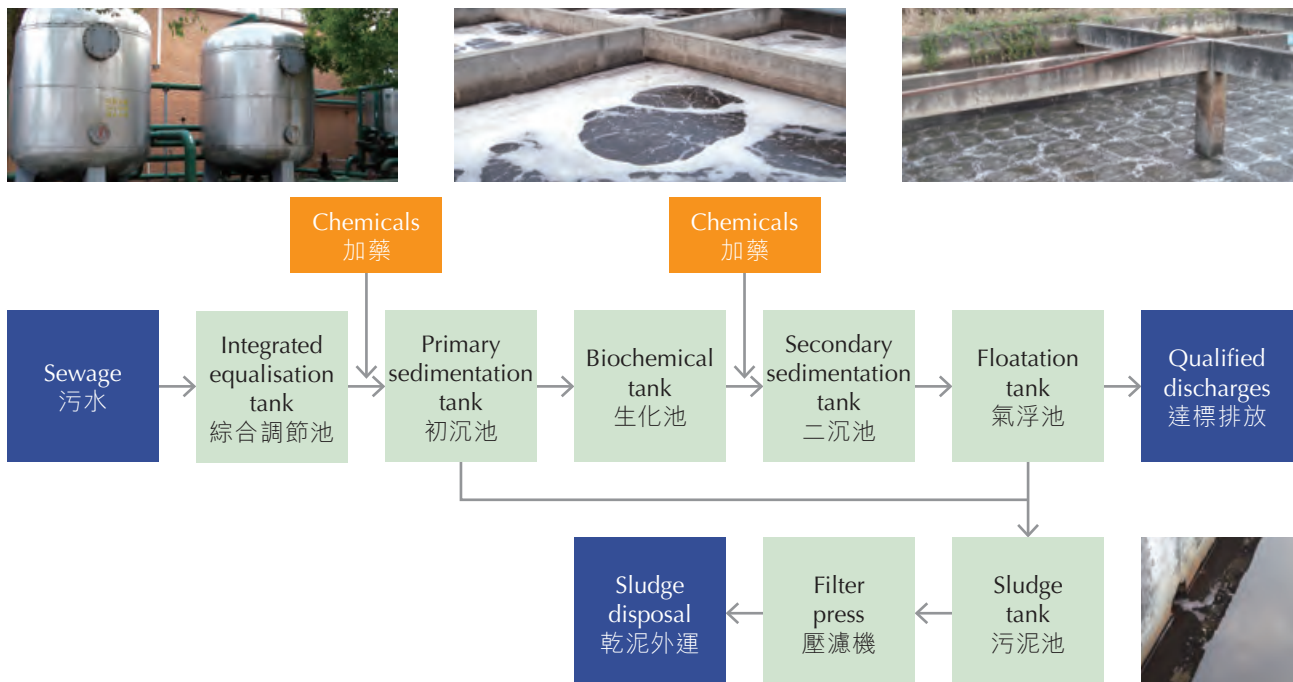 Chemicals
加藥
Chemicals
加藥
Sewage
污水
Integrated
equalisation
tank
綜合調節池
Primary
sedimentation
tank
初沉池
Biochemical
tank
生化池
Secondary
sedimentation
tank
二沉池
Floatation
tank
氣浮池
Qualified
discharges
達標排放
Sludge
disposal
乾泥外運
Filter
press
壓濾機
Sludge
tank
污泥池